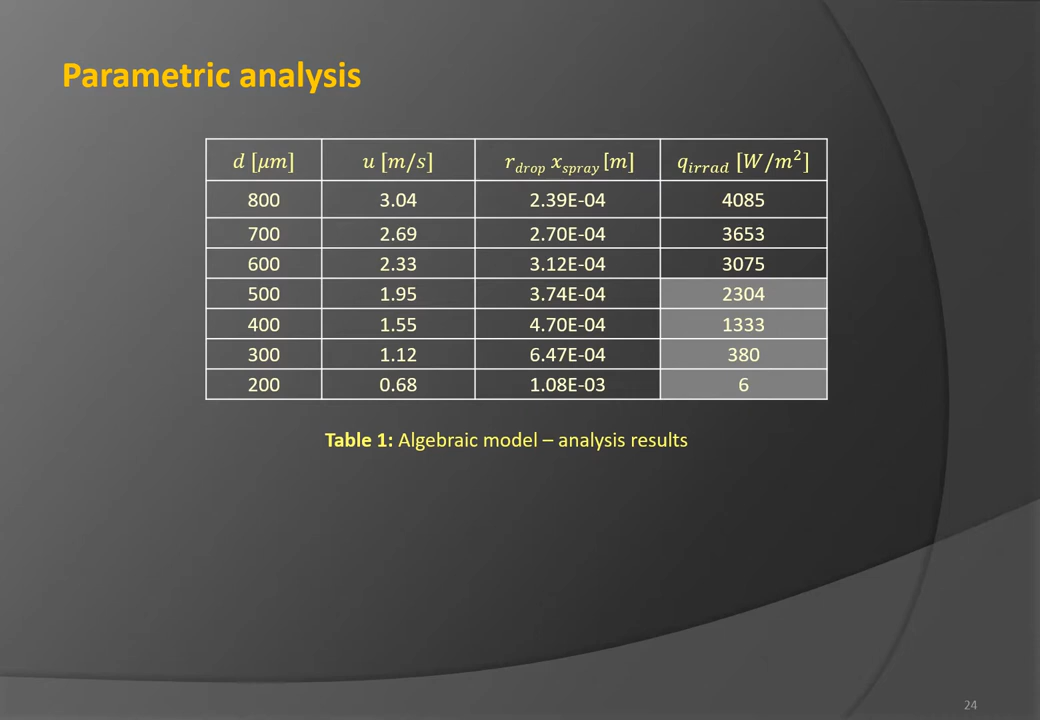 Parametric analysis
d [μm] u [m/s] r_drop x_spray [m] q_irrad [W/m²]
800 3.04 2.39E-04 4085
700 2.69 2.70E-04 3653
600 2.33 3.12E-04 3075
500 1.95 3.74E-04 2304
400 1.55 4.70E-04 1333
300 1.12 6.47E-04 380
200 0.68 1.08E-03 6
Table 1: Algebraic model – analysis results
24